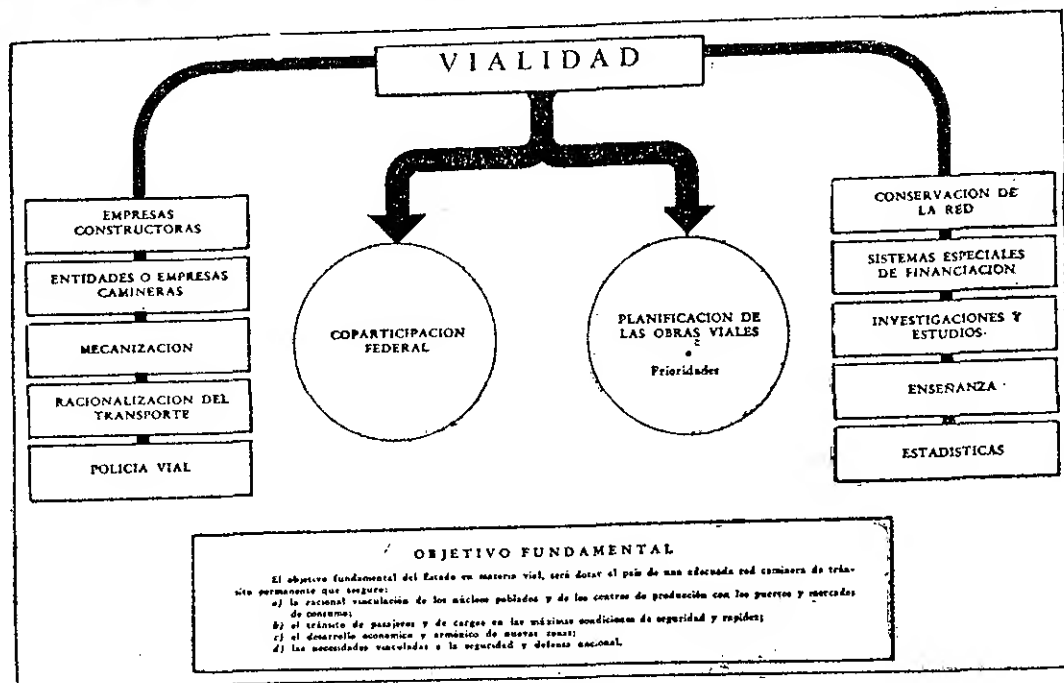 VIALIDAD
EMPRESAS
CONSTRUCTORAS
ENTIDADES O EMPRESAS
CAMINERAS
MECANIZACION
RACIONALIZACION DEL
TRANSPORTE
POLICIA VIAL
COPARTICIPACION
FEDERAL
PLANIFICACION DE
LAS OBRAS VIALES
•
Prioridades
CONSERVACION DE
LA RED
SISTEMAS ESPECIALES
DE FINANCIACION
INVESTIGACIONES Y
ESTUDIOS
ENSEÑANZA
ESTADISTICAS
OBJETIVO FUNDAMENTAL
El objetivo fundamental del Estado en materia vial, será dotar al país de una adecuada red caminera de trán-
sito permanente que asegure:
a) la racional vinculación de los núcleos poblados y de los centros de producción con los puertos y mercados
de consumo;
b) el tránsito de pasajeros y de cargas en las máximas condiciones de seguridad y rapidez;
c) el desarrollo económico y armónico de nuevas zonas;
d) las necesidades vinculadas a la seguridad y defensa nacional.